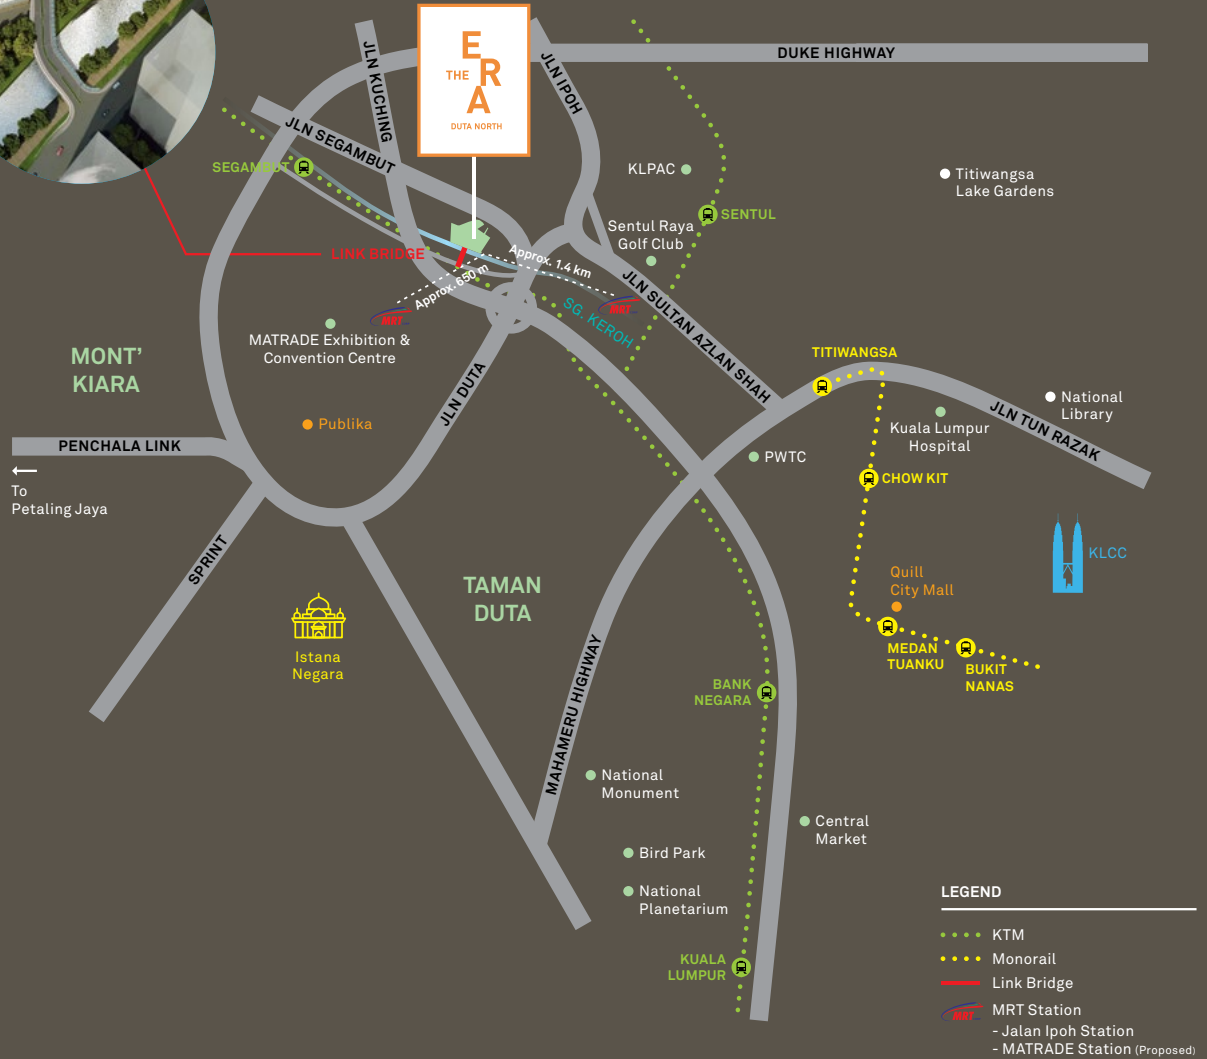 E
THE R
A
DUTA NORTH
DUKE HIGHWAY
JLN KUCHING
JLN IPOH
JLN SEGAMBUT
SEGAMBUT
KLPAC
Titiwangsa
Lake Gardens
SENTUL
Sentul Raya
Golf Club
LINK BRIDGE
Approx. 1.4 km
Approx. 650 m
JLN SULTAN AZLAN SHAH
SG. KEROH
MRT
MRT
MATRADE Exhibition &
Convention Centre
MONT’
KIARA
TITIWANGSA
JLN DUTA
National
Library
JLN TUN RAZAK
Kuala Lumpur
Hospital
Publika
PENCHALA LINK
PWTC
CHOW KIT
To
Petaling Jaya
SPRINT
KLCC
Quill
City Mall
TAMAN
DUTA
Istana
Negara
MEDAN
TUANKU
BUKIT
NANAS
BANK
NEGARA
MAHAMERU HIGHWAY
National
Monument
Central
Market
Bird Park
National
Planetarium
KUALA
LUMPUR
LEGEND
KTM
Monorail
Link Bridge
MRT MRT Station
- Jalan Ipoh Station
- MATRADE Station (Proposed)